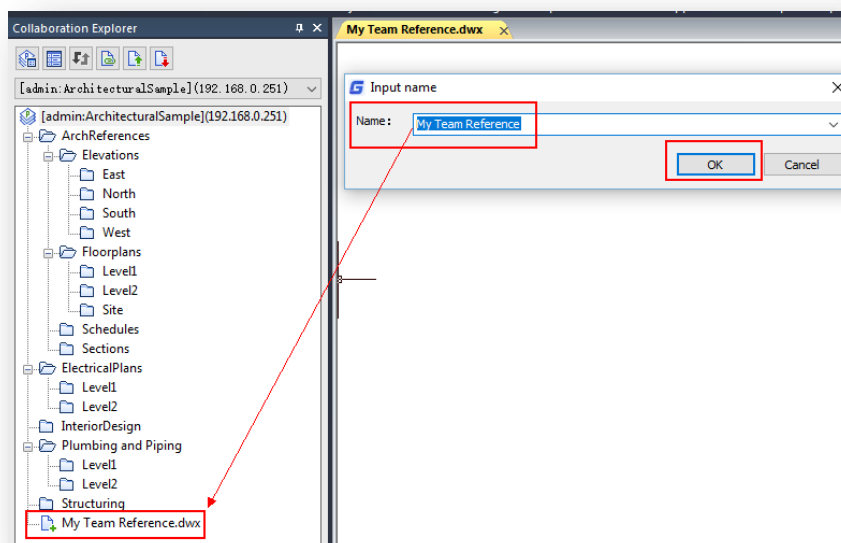 Collaboration Explorer
My Team Reference.dwx
[admin:ArchitecturalSample](192.168.0.251)
[admin:ArchitecturalSample](192.168.0.251)
ArchReferences
Elevations
East
North
South
West
Floorplans
Level1
Level2
Site
Schedules
Sections
ElectricalPlans
Level1
Level2
InteriorDesign
Plumbing and Piping
Level1
Level2
Structuring
My Team Reference.dwx
Input name
Name:
My Team Reference
OK
Cancel